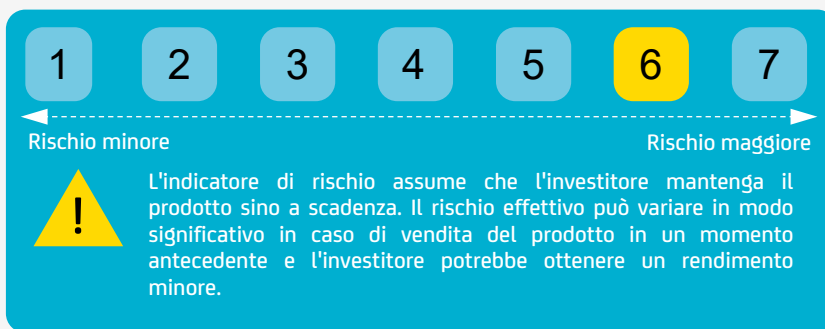 1 2 3 4 5 6 7
Rischio minore Rischio maggiore
!
L'indicatore di rischio assume che l'investitore mantenga il
prodotto sino a scadenza. Il rischio effettivo può variare in modo
significativo in caso di vendita del prodotto in un momento
antecedente e l'investitore potrebbe ottenere un rendimento
minore.